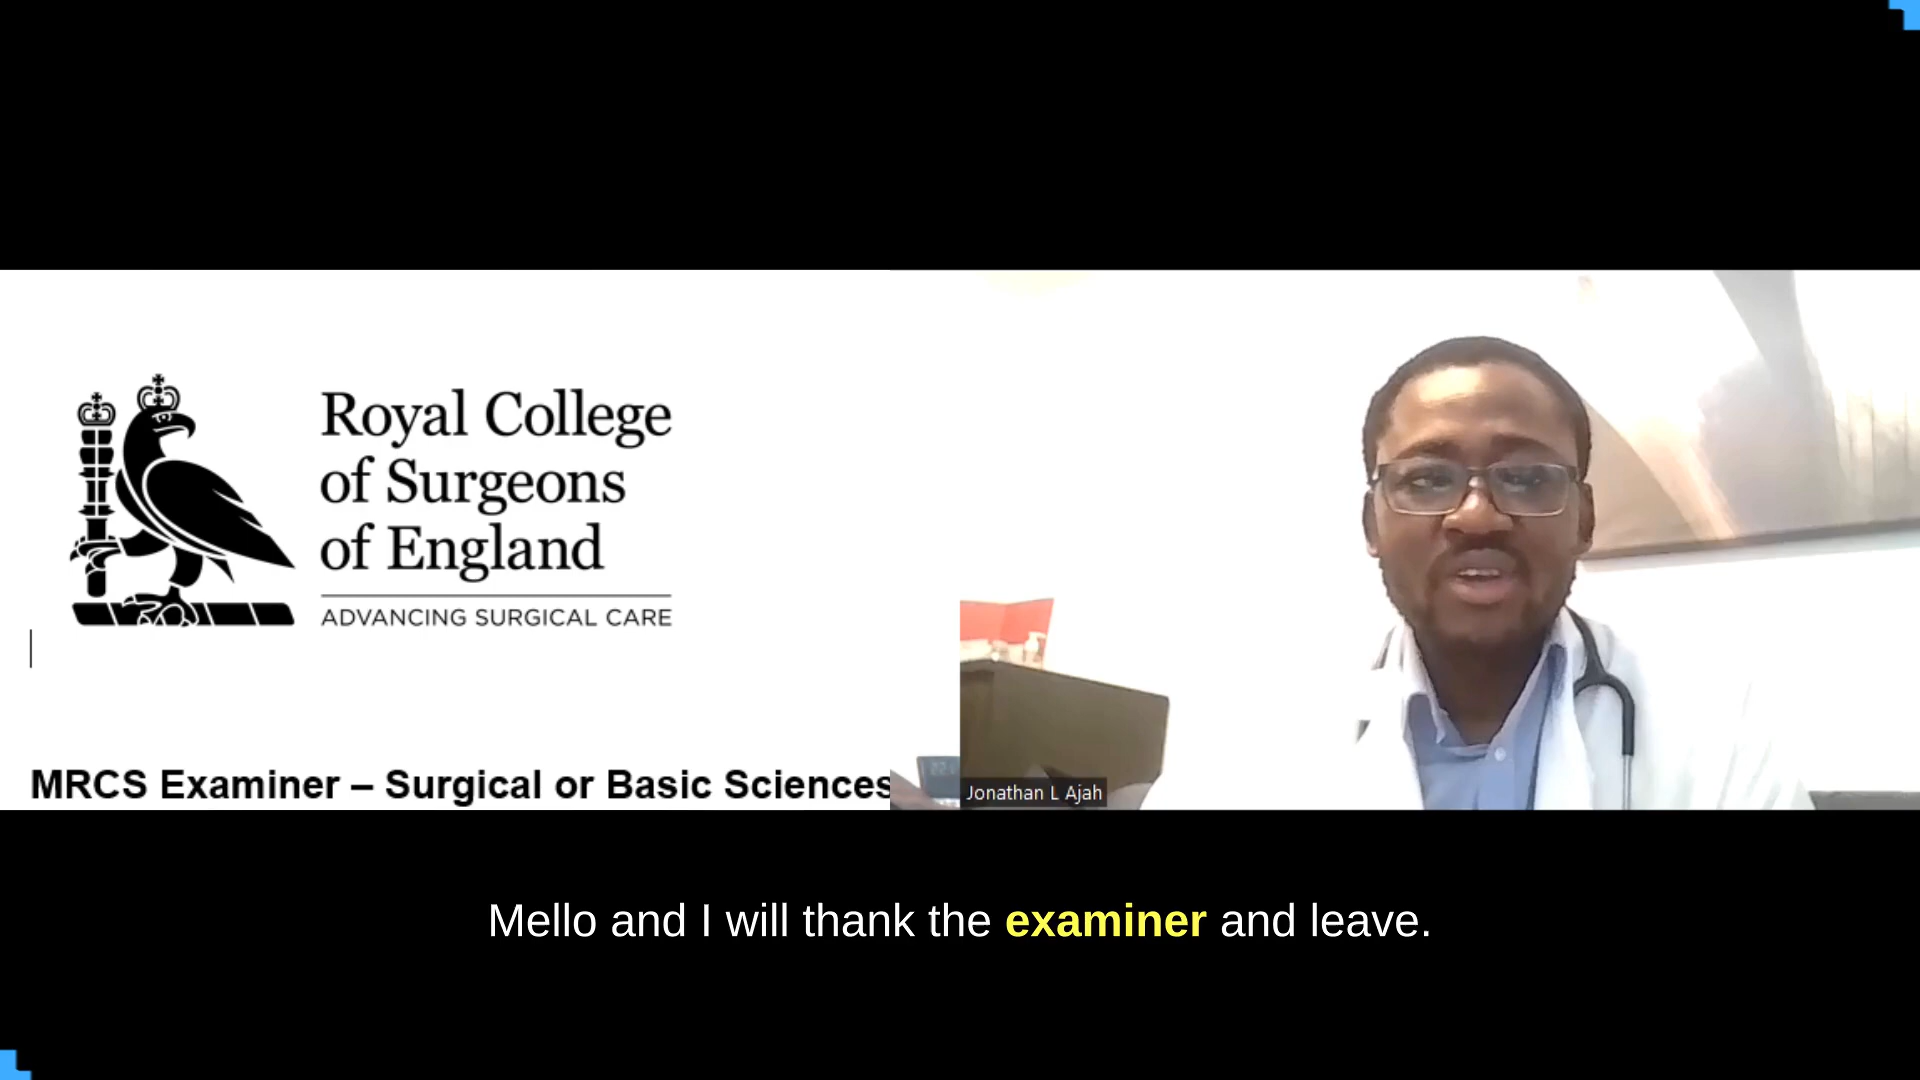 Royal College
of Surgeons
of England
ADVANCING SURGICAL CARE
MRCS Examiner – Surgical or Basic Sciences
Jonathan L Ajah
Mello and I will thank the examiner and leave.